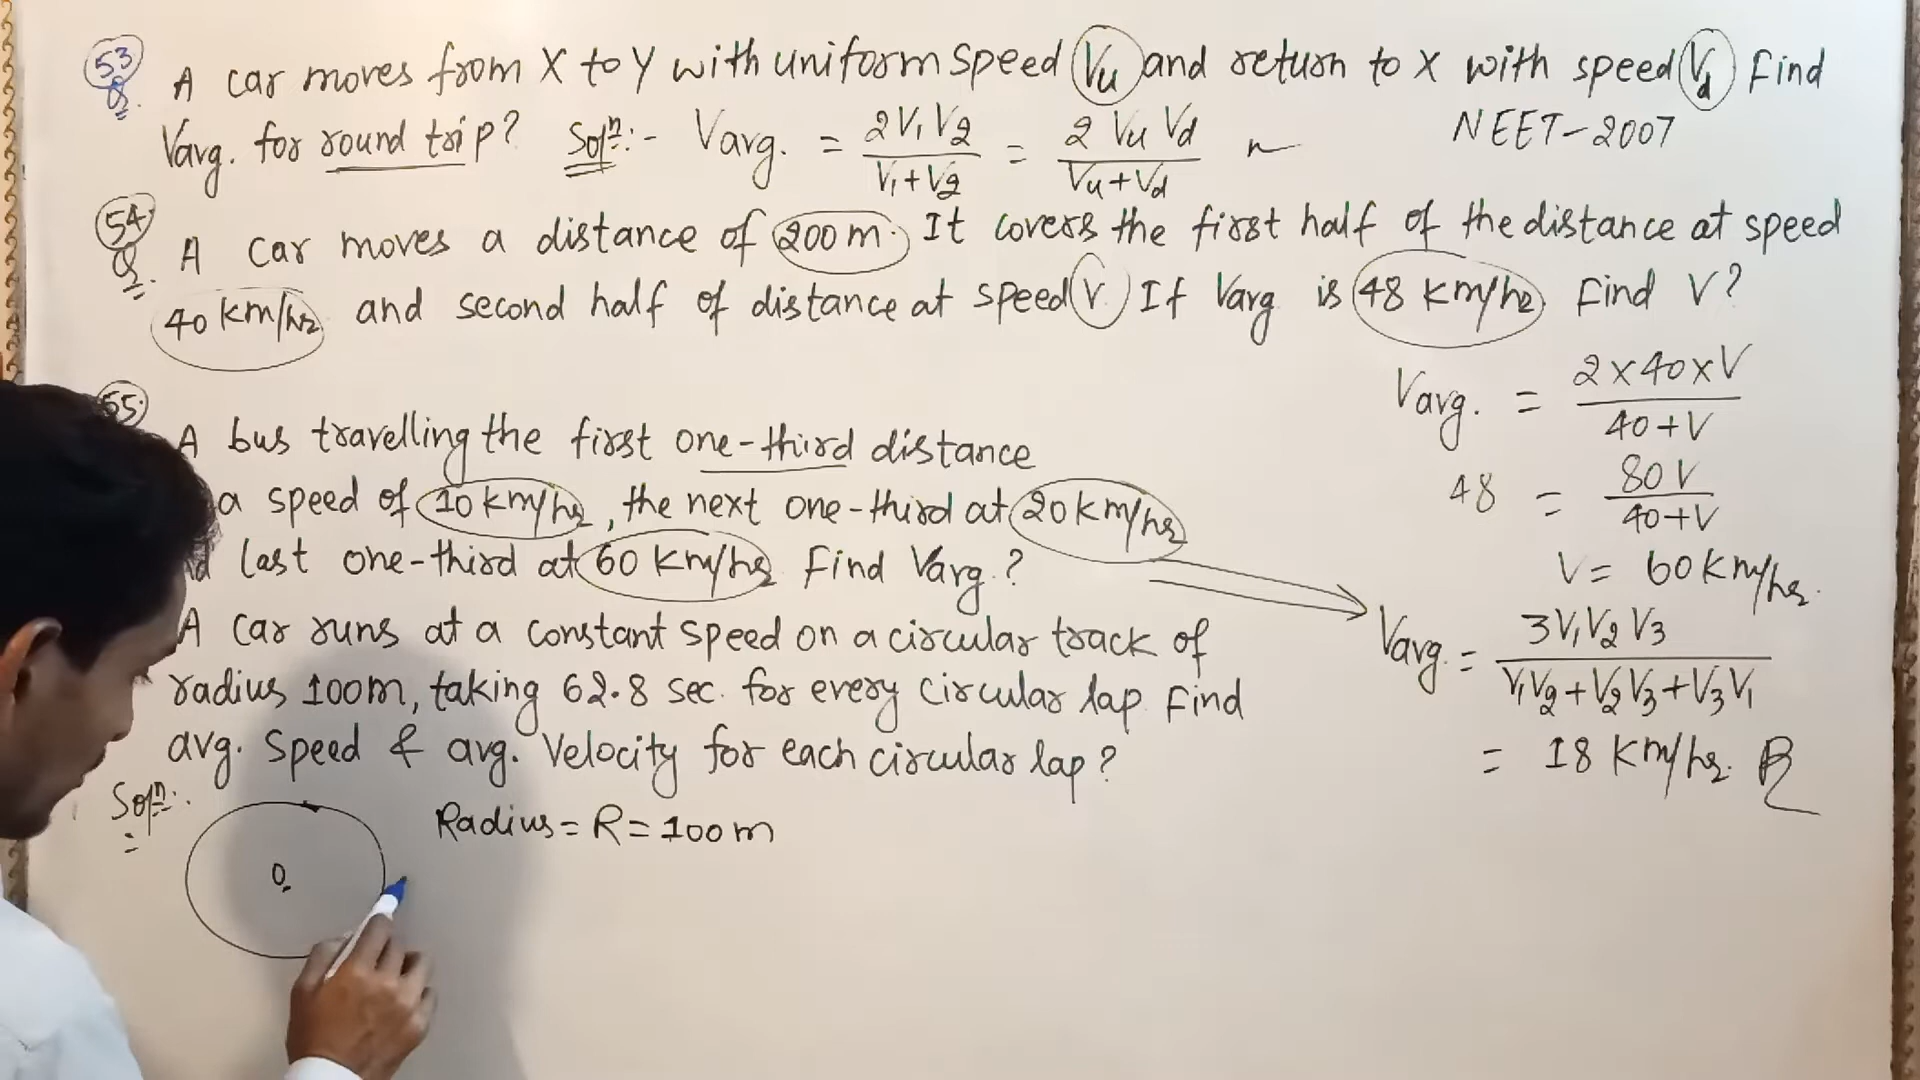 53
Q. A car moves from X to Y with uniform speed Vu and return to X with speed Vd Find
Varg. for round trip? Solⁿ:- Varg. = 2V₁V₂/V₁+V₂ = 2 Vu Vd/Vu+Vd NEET-2007
54
Q. A car moves a distance of 200 m. It covers the first half of the distance at speed
40 km/hr and second half of distance at speed V. If Varg is 48 km/hr Find V?
Varg. = 2×40×V/40+V
55.
A bus travelling the first one-third distance
48 = 80V/40+V
a speed of 10 km/hr, the next one-third at 20 km/hr
last one-third at 60 km/hr Find Varg.?
V = 60 km/hr.
A car runs at a constant speed on a circular track of
Varg. = 3V₁V₂V₃/V₁V₂+V₂V₃+V₃V₁
radius 100m, taking 62.8 sec. for every circular lap. Find
avg. Speed & avg. Velocity for each circular lap?
= 18 km/hr.
Solⁿ:.
Radius = R = 100 m
O